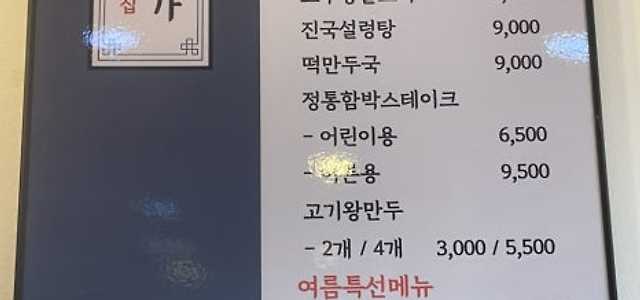 집
가
진국설렁탕 9,000
떡만두국 9,000
정통함박스테이크
- 어린이용 6,500
- 른용 9,500
고기왕만두
- 2개 / 4개 3,000 / 5,500
여름특선메뉴